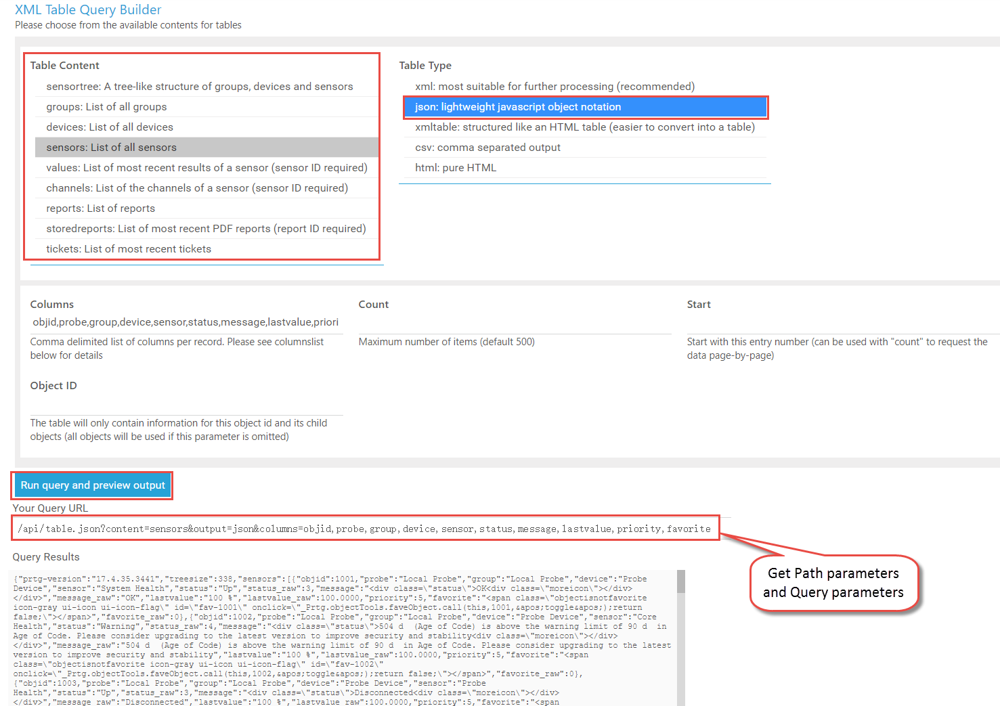 XML Table Query Builder
Please choose from the available contents for tables
Table Content
sensortree: A tree-like structure of groups, devices and sensors
groups: List of all groups
devices: List of all devices
sensors: List of all sensors
values: List of most recent results of a sensor (sensor ID required)
channels: List of the channels of a sensor (sensor ID required)
reports: List of reports
storedreports: List of most recent PDF reports (report ID required)
tickets: List of most recent tickets
Table Type
xml: most suitable for further processing (recommended)
json: lightweight javascript object notation
xmltable: structured like an HTML table (easier to convert into a table)
csv: comma separated output
html: pure HTML
Columns
objid,probe,group,device,sensor,status,message,lastvalue,priori
Comma delimited list of columns per record. Please see columnslist
below for details
Count
Maximum number of items (default 500)
Start
Start with this entry number (can be used with "count" to request the
data page-by-page)
Object ID
The table will only contain information for this object id and its child
objects (all objects will be used if this parameter is omitted)
Run query and preview output
Your Query URL
/api/table.json?content=sensors&output=json&columns=objid,probe,group,device,sensor,status,message,lastvalue,priority,favorite
Get Path parameters
and Query parameters
Query Results
{"prtg-version":"17.4.35.3441","treesize":338,"sensors":[{"objid":1001,"probe":"Local Probe","group":"Local Probe","device":"Probe
Device","sensor":"System Health","status":"Up","status_raw":3,"message":"<div class=\"status\">OK<div class=\"moreicon\"></div>
</div>","message_raw":"OK","lastvalue":"100 %","lastvalue_raw":100.0000,"priority":5,"favorite":"<span class=\"objectisnotfavorite
icon-gray ui-icon ui-icon-flag\" id=\"fav-1001\" onclick=\"_Prtg.objectTools.faveObject.call(this,1001,&apos;toggle&apos;);return
false;\"></span>","favorite_raw":0},{"objid":1002,"probe":"Local Probe","group":"Local Probe","device":"Probe Device","sensor":"Core
Health","status":"Warning","status_raw":4,"message":"<div class=\"status\">504 d  (Age of Code) is above the warning limit of 90 d  in
Age of Code. Please consider upgrading to the latest version to improve security and stability<div class=\"moreicon\"></div>
</div>","message_raw":"504 d  (Age of Code) is above the warning limit of 90 d  in Age of Code. Please consider upgrading to the latest
version to improve security and stability","lastvalue":"100 %","lastvalue_raw":100.0000,"priority":5,"favorite":"<span
class=\"objectisnotfavorite icon-gray ui-icon ui-icon-flag\" id=\"fav-1002\"
onclick=\"_Prtg.objectTools.faveObject.call(this,1002,&apos;toggle&apos;);return false;\"></span>","favorite_raw":0},
{"objid":1003,"probe":"Local Probe","group":"Local Probe","device":"Probe Device","sensor":"Probe
Health","status":"Up","status_raw":3,"message":"<div class=\"status\">Disconnected<div class=\"moreicon\"></div>
</div>","message_raw":"Disconnected","lastvalue":"100 %","lastvalue_raw":100.0000,"priority":5,"favorite":"<span